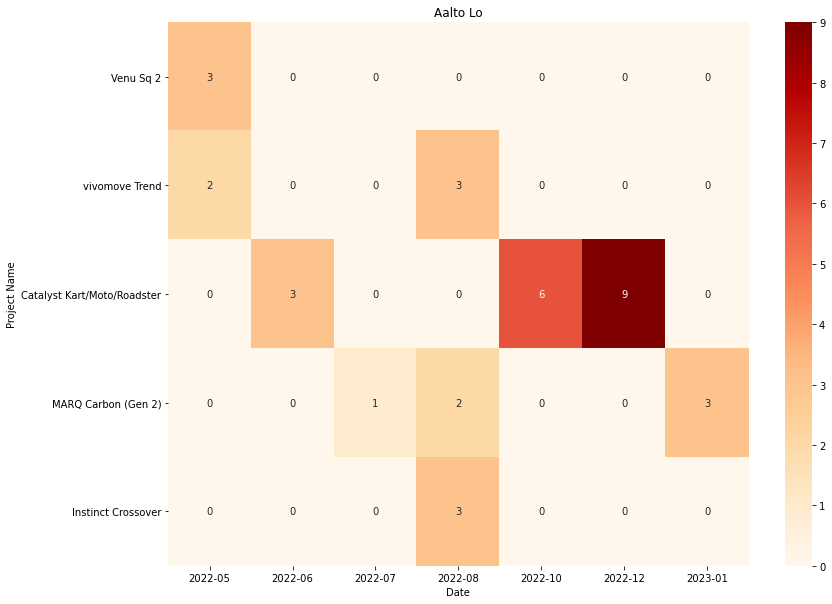 Aalto Lo
Project Name
Venu Sq 2 3 0 0 0 0 0 0
vivomove Trend 2 0 0 3 0 0 0
Catalyst Kart/Moto/Roadster 0 3 0 0 6 9 0
MARQ Carbon (Gen 2) 0 0 1 2 0 0 3
Instinct Crossover 0 0 0 3 0 0 0
2022-05 2022-06 2022-07 2022-08 2022-10 2022-12 2023-01
Date
9
8
7
6
5
4
3
2
1
0